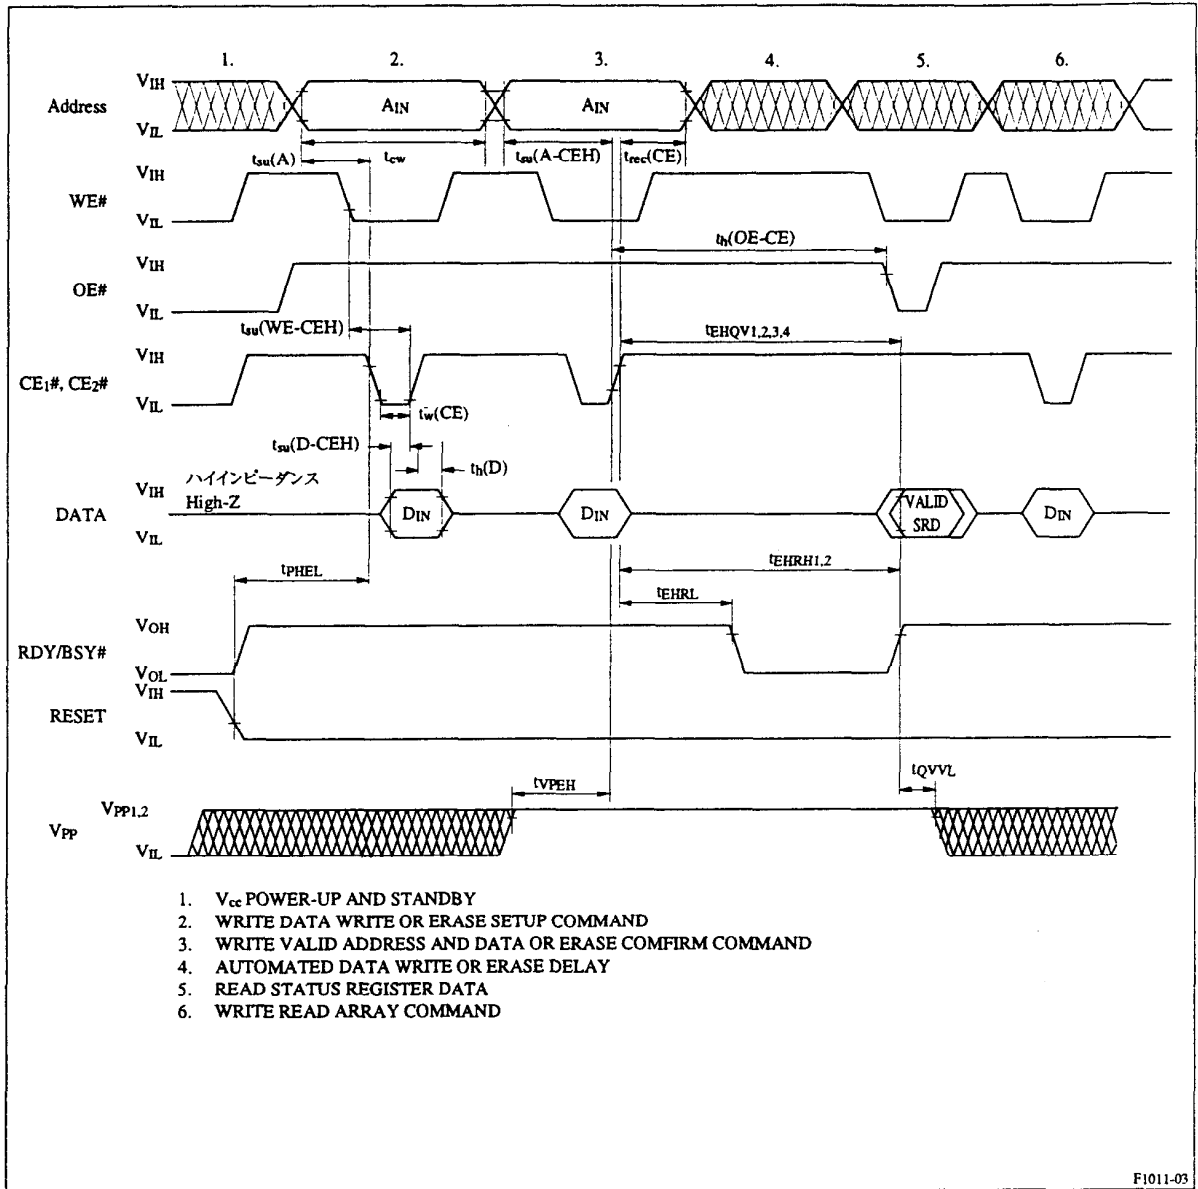 1. 2. 3. 4. 5. 6.
Address VIH AIN AIN
VIL
tsu(A) tcw tsu(A-CEH) trec(CE)
WE# VIH
VIL
th(OE-CE)
OE# VIH
VIL
tsu(WE-CEH) tEHQV1,2,3,4
CE1#, CE2# VIH
VIL
tw(CE)
tsu(D-CEH) th(D)
ハイインピーダンス
DATA VIH High-Z DIN DIN VALID SRD DIN
VIL
tPHEL tEHRH1,2
tEHRL
RDY/BSY# VOH
VOL
RESET VIH
VIL
tVPEH tQVVL
VPP VPP1,2
VIL
1. Vcc POWER-UP AND STANDBY
2. WRITE DATA WRITE OR ERASE SETUP COMMAND
3. WRITE VALID ADDRESS AND DATA OR ERASE COMFIRM COMMAND
4. AUTOMATED DATA WRITE OR ERASE DELAY
5. READ STATUS REGISTER DATA
6. WRITE READ ARRAY COMMAND
F1011-03